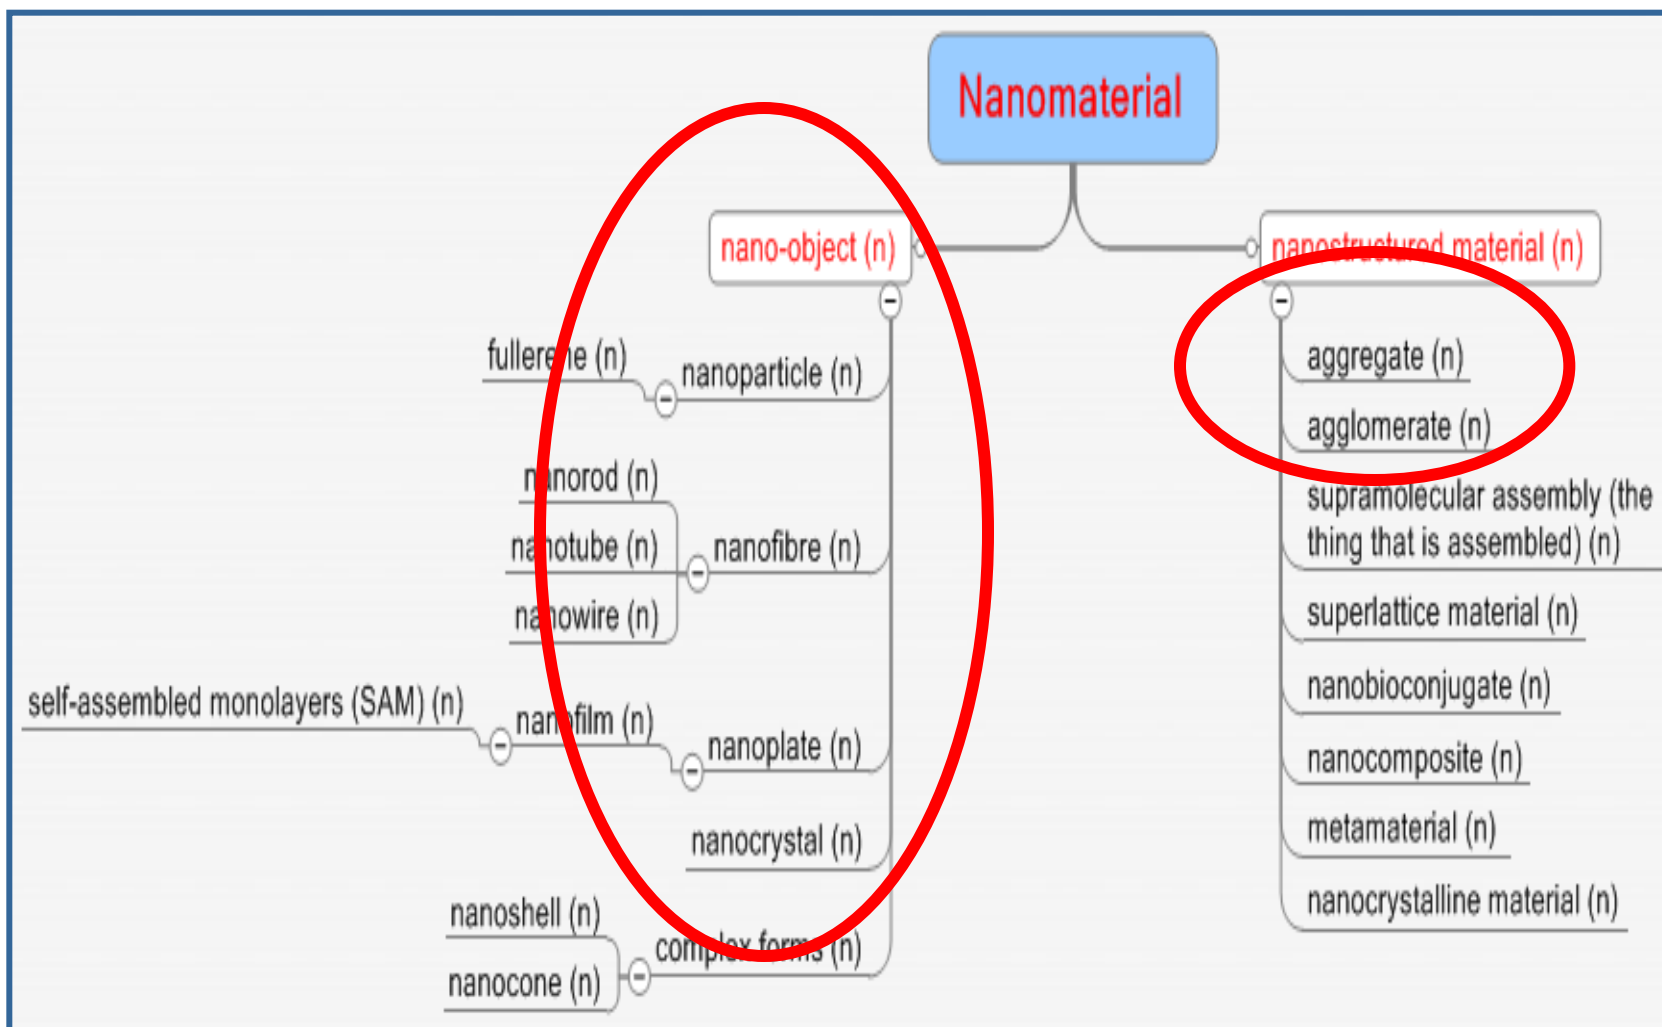 Nanomaterial
nano-object (n)
nanostructured material (n)
fullerene (n)
nanoparticle (n)
nanorod (n)
nanotube (n)
nanowire (n)
nanofibre (n)
self-assembled monolayers (SAM) (n)
nanofilm (n)
nanoplate (n)
nanocrystal (n)
nanoshell (n)
nanocone (n)
complex forms (n)
aggregate (n)
agglomerate (n)
supramolecular assembly (the
thing that is assembled) (n)
superlattice material (n)
nanobioconjugate (n)
nanocomposite (n)
metamaterial (n)
nanocrystalline material (n)